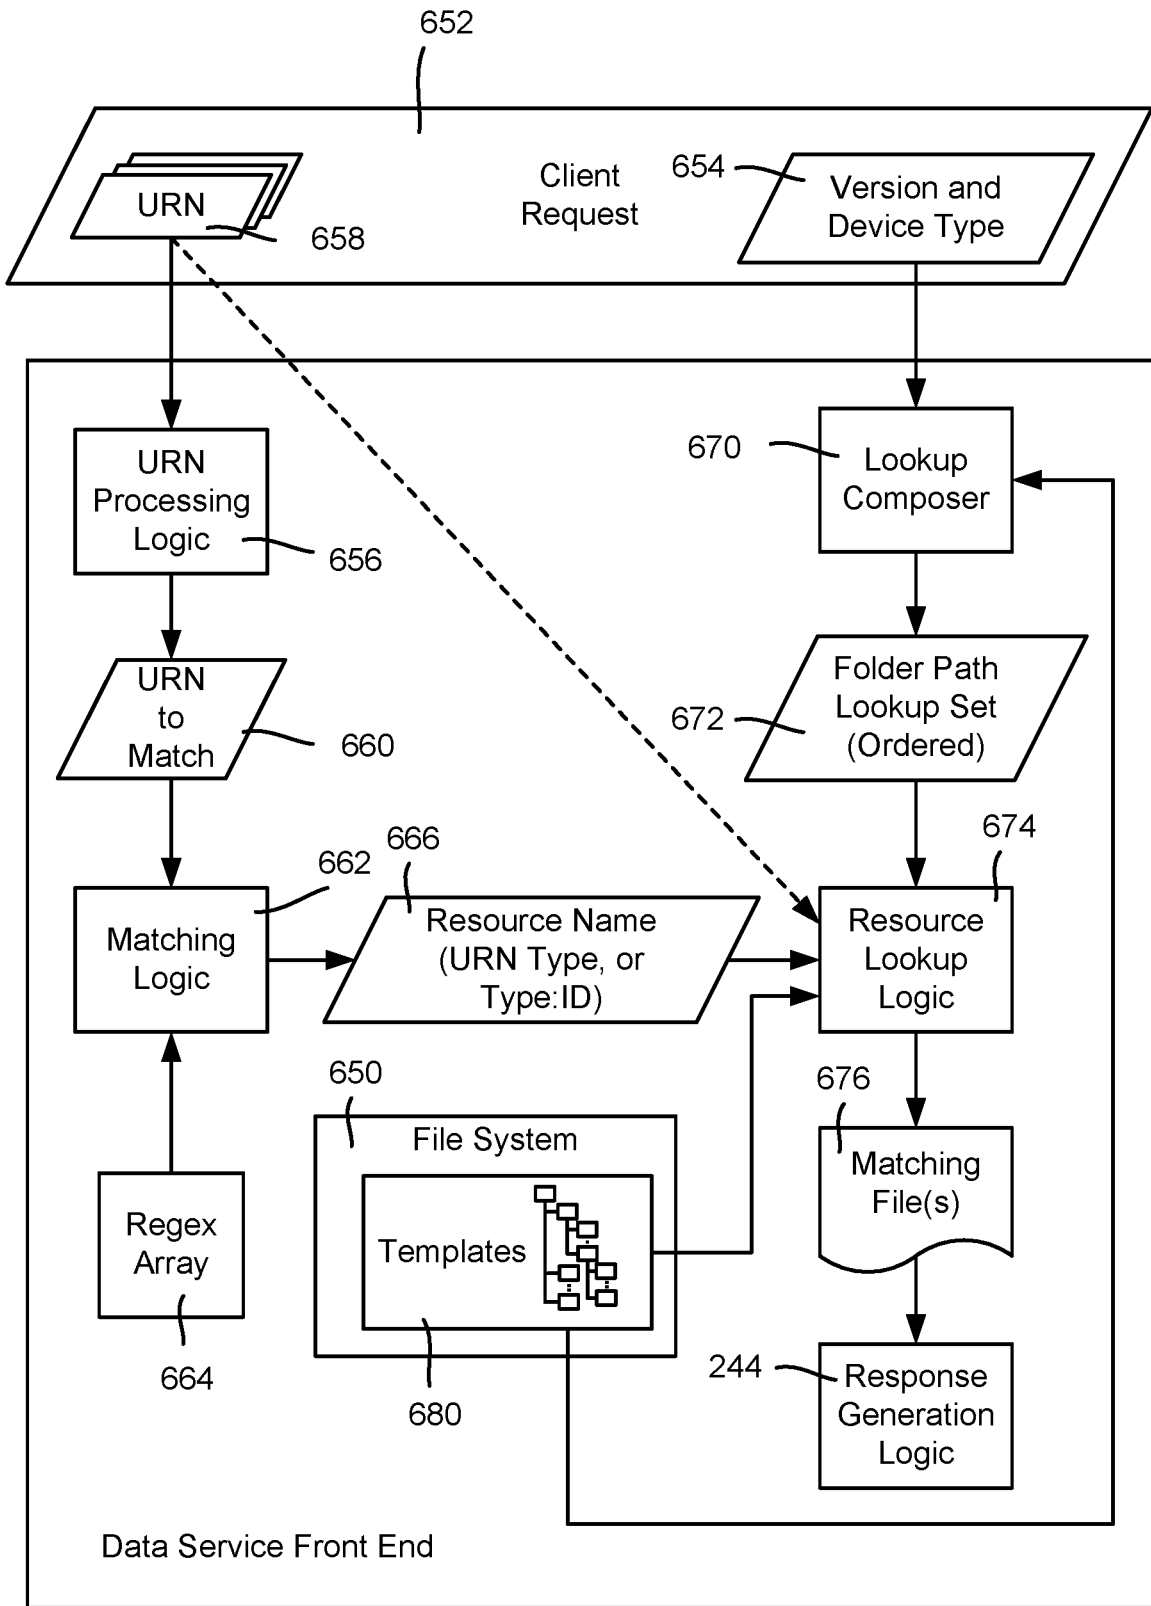 652
URN
658
Client
Request
654
Version and
Device Type
URN
Processing
Logic
656
670
Lookup
Composer
URN
to
Match
660
672
Folder Path
Lookup Set
(Ordered)
662
Matching
Logic
666
Resource Name
(URN Type, or
Type:ID)
674
Resource
Lookup
Logic
650
File System
Templates
680
676
Matching
File(s)
Regex
Array
664
244
Response
Generation
Logic
Data Service Front End